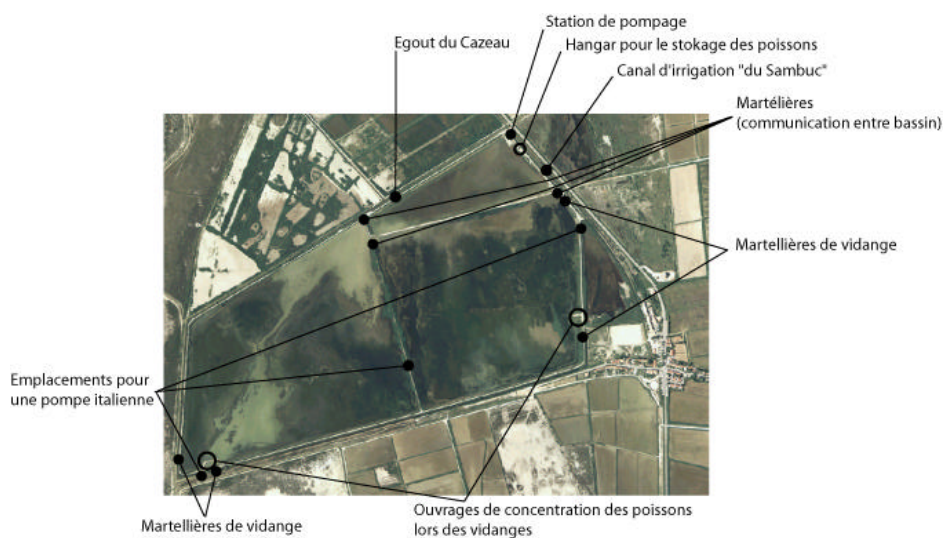 Station de pompage
Egout du Cazeau
Hangar pour le stokage des poissons
Canal d'irrigation "du Sambuc"
Martélières
(communication entre bassin)
Martellières de vidange
Emplacements pour
une pompe italienne
Martellières de vidange
Ouvrages de concentration des poissons
lors des vidanges